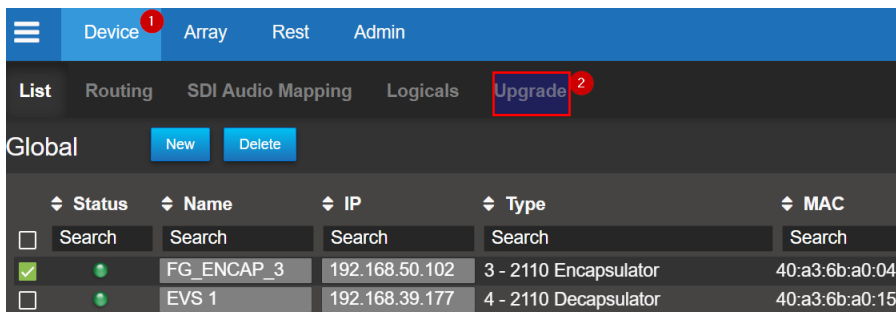 Device 1 Array Rest Admin
List Routing SDI Audio Mapping Logicals Upgrade 2
Global New Delete
Status Name IP Type MAC
Search Search Search Search Search
FG_ENCAP_3 192.168.50.102 3 - 2110 Encapsulator 40:a3:6b:a0:04
EVS 1 192.168.39.177 4 - 2110 Decapsulator 40:a3:6b:a0:15